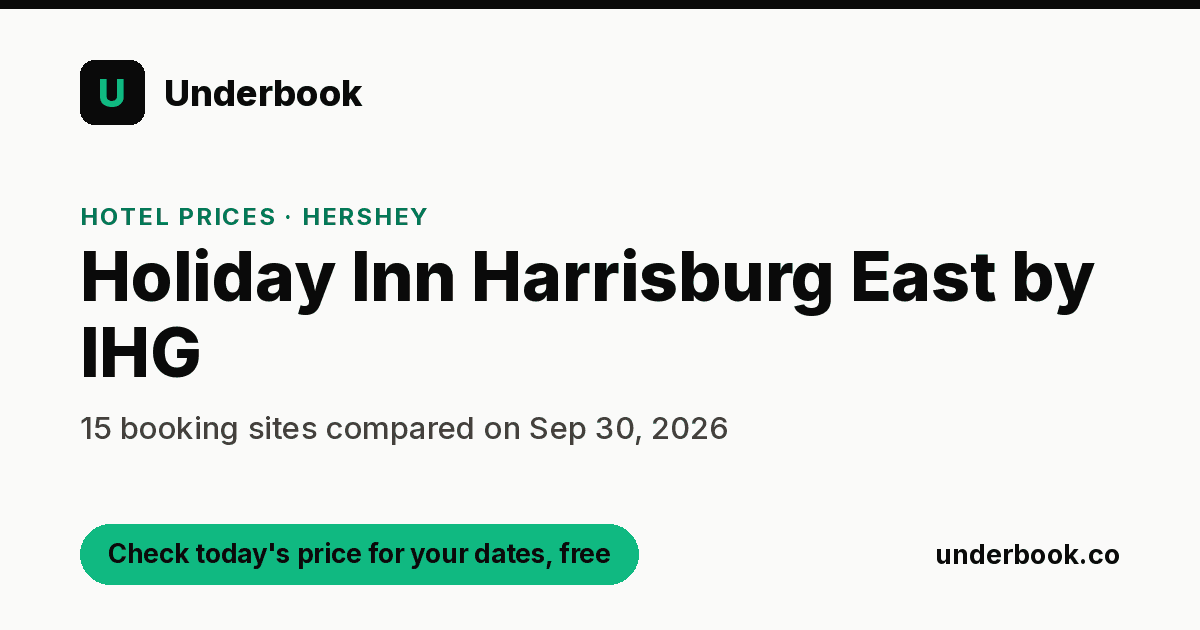 U
Underbook
HOTEL PRICES · HERSHEY
Holiday Inn Harrisburg East by
IHG
15 booking sites compared on Sep 30, 2026
Check today's price for your dates, free
underbook.co